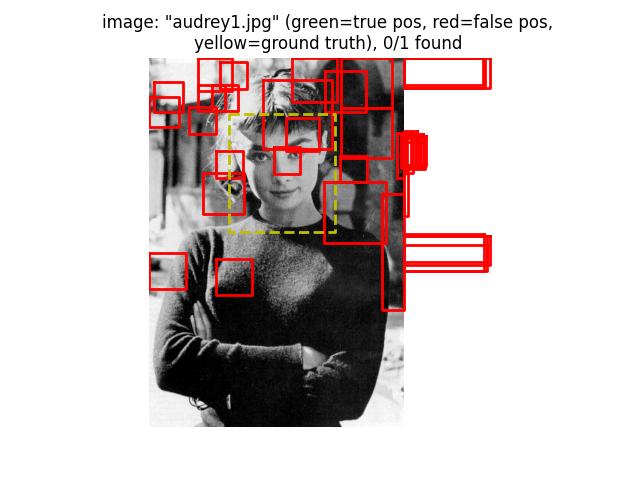 image: "audrey1.jpg" (green=true pos, red=false pos,
yellow=ground truth), 0/1 found